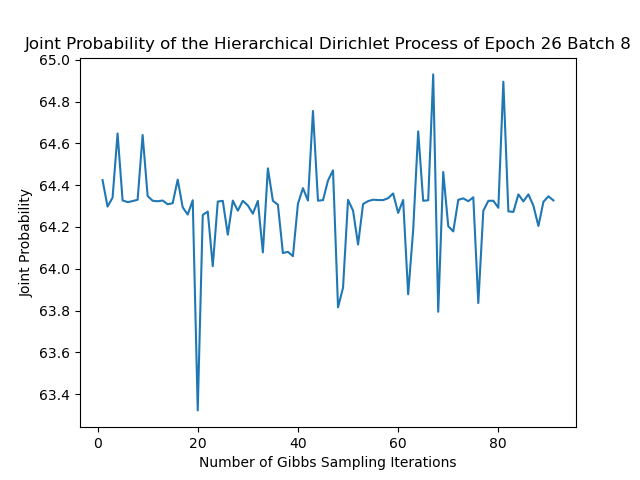 Joint Probability of the Hierarchical Dirichlet Process of Epoch 26 Batch 8
65.0
64.8
64.6
64.4
64.2
64.0
63.8
63.6
63.4
Joint Probability
0 20 40 60 80
Number of Gibbs Sampling Iterations